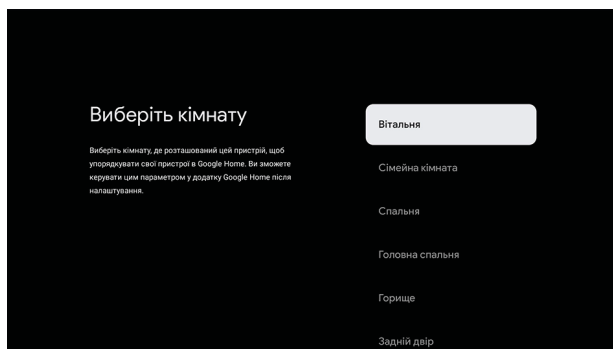 Виберіть кімнату
Виберіть кімнату, де розташований цей пристрій, щоб
упорядкувати свої пристрої в Google Home. Ви зможете
керувати цим параметром у додатку Google Home після
налаштування.
Вітальня
Сімейна кімната
Спальня
Головна спальня
Горище
Задній двір